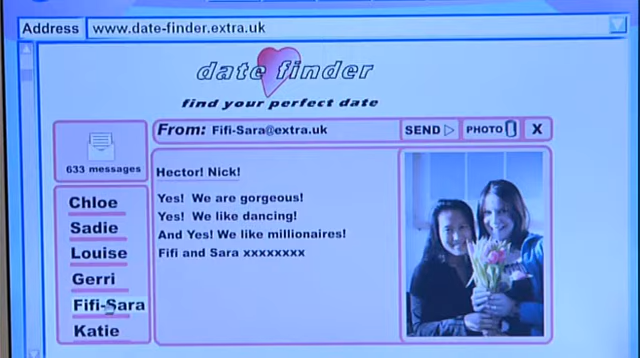 Address www.date-finder.extra.uk
date finder
find your perfect date
From: Fifi-Sara@extra.uk SEND PHOTO X
633 messages
Chloe
Sadie
Louise
Gerri
Fifi-Sara
Katie
Hector! Nick!
Yes! We are gorgeous!
Yes! We like dancing!
And Yes! We like millionaires!
Fifi and Sara xxxxxxxx